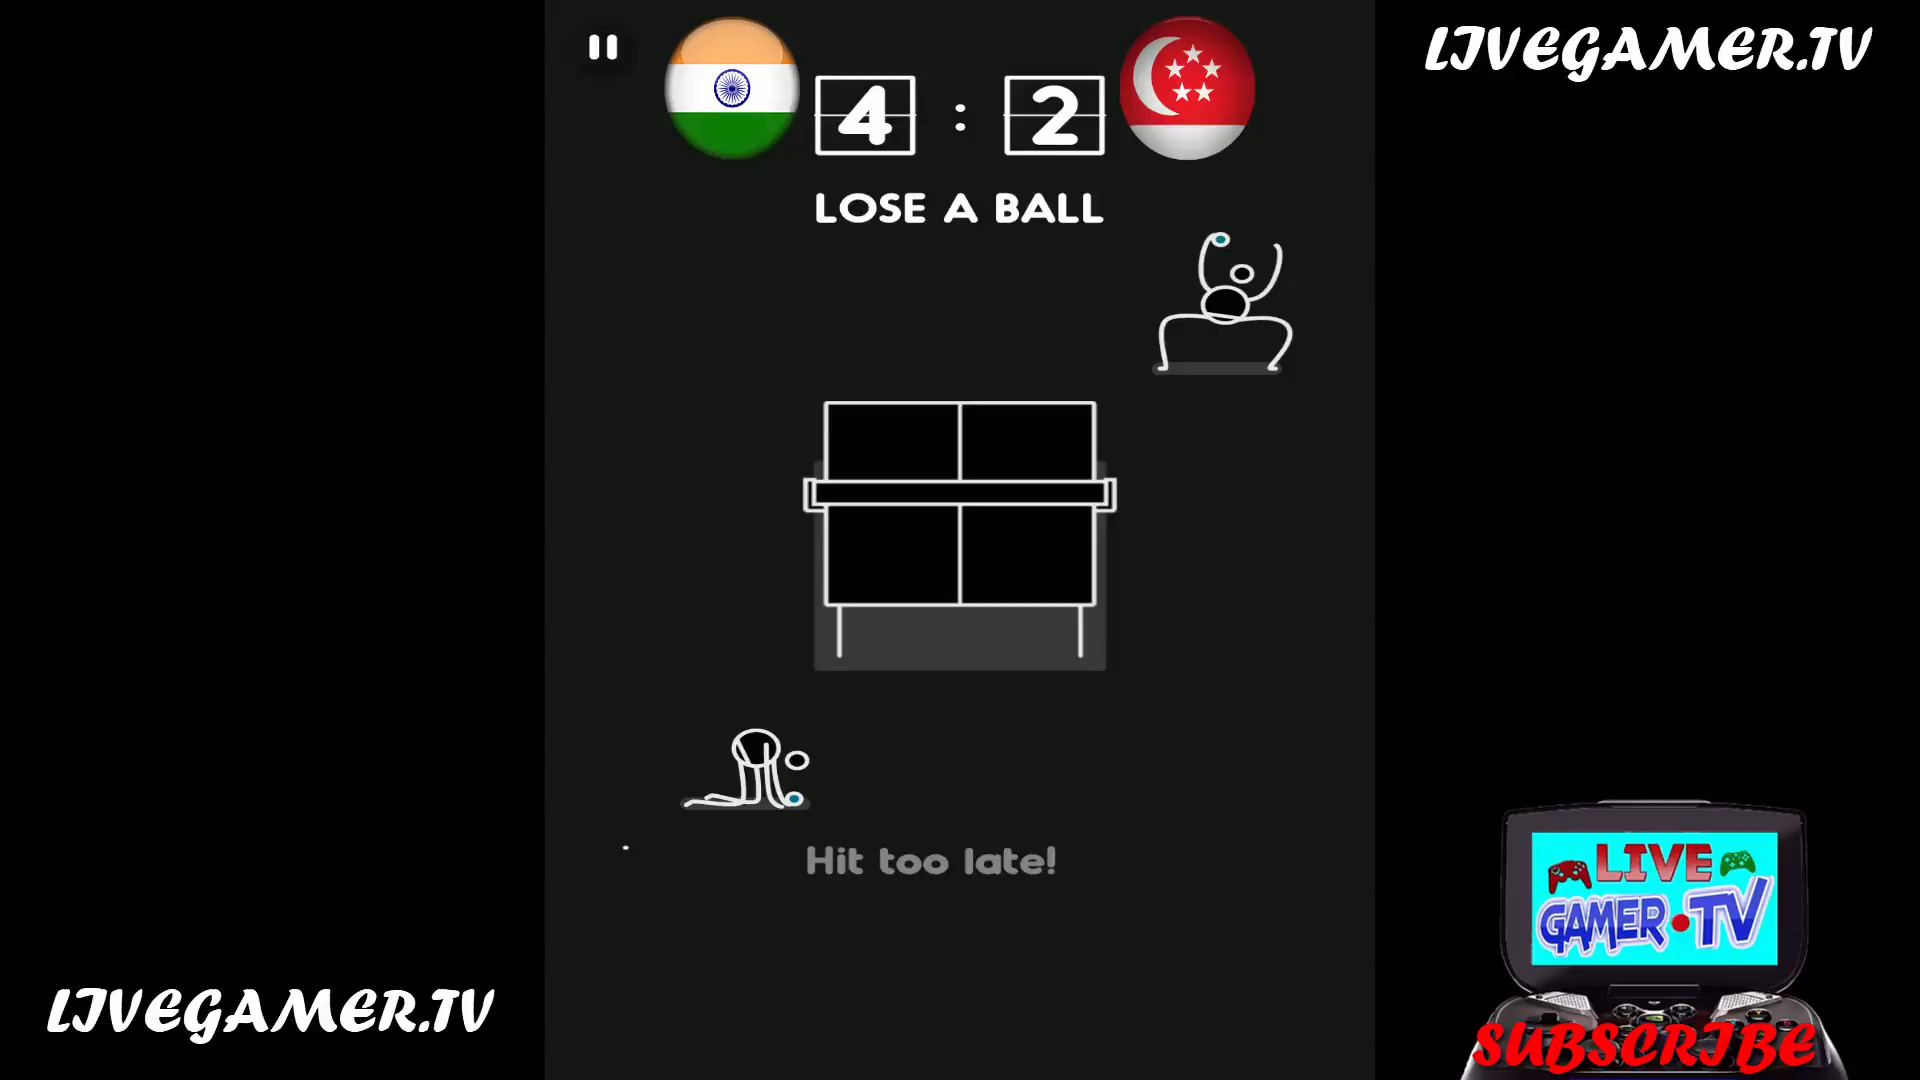 LIVEGAMER.TV
4 : 2
LOSE A BALL
Hit too late!
LIVE
GAMER TV
LIVEGAMER.TV
SUBSCRIBE